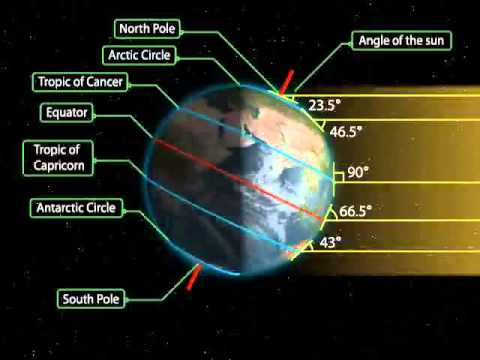 North Pole
Angle of the sun
Arctic Circle
Tropic of Cancer
23.5°
Equator
46.5°
Tropic of
Capricorn
90°
Antarctic Circle
66.5°
43°
South Pole